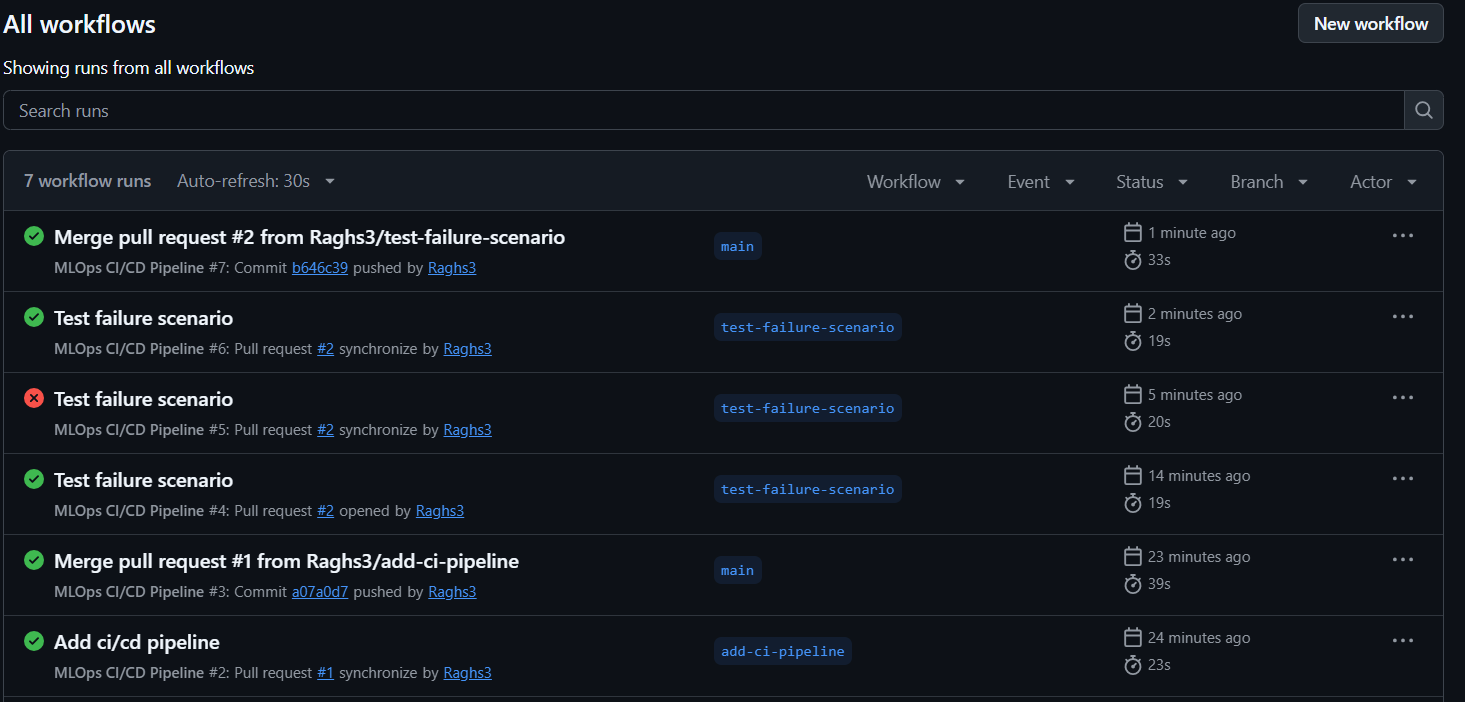 All workflows
New workflow
Showing runs from all workflows
Search runs
7 workflow runs Auto-refresh: 30s Workflow Event Status Branch Actor
Merge pull request #2 from Raghs3/test-failure-scenario
MLOps CI/CD Pipeline #7: Commit b646c39 pushed by Raghs3
main
1 minute ago
33s
Test failure scenario
MLOps CI/CD Pipeline #6: Pull request #2 synchronize by Raghs3
test-failure-scenario
2 minutes ago
19s
Test failure scenario
MLOps CI/CD Pipeline #5: Pull request #2 synchronize by Raghs3
test-failure-scenario
5 minutes ago
20s
Test failure scenario
MLOps CI/CD Pipeline #4: Pull request #2 opened by Raghs3
test-failure-scenario
14 minutes ago
19s
Merge pull request #1 from Raghs3/add-ci-pipeline
MLOps CI/CD Pipeline #3: Commit a07a0d7 pushed by Raghs3
main
23 minutes ago
39s
Add ci/cd pipeline
MLOps CI/CD Pipeline #2: Pull request #1 synchronize by Raghs3
add-ci-pipeline
24 minutes ago
23s